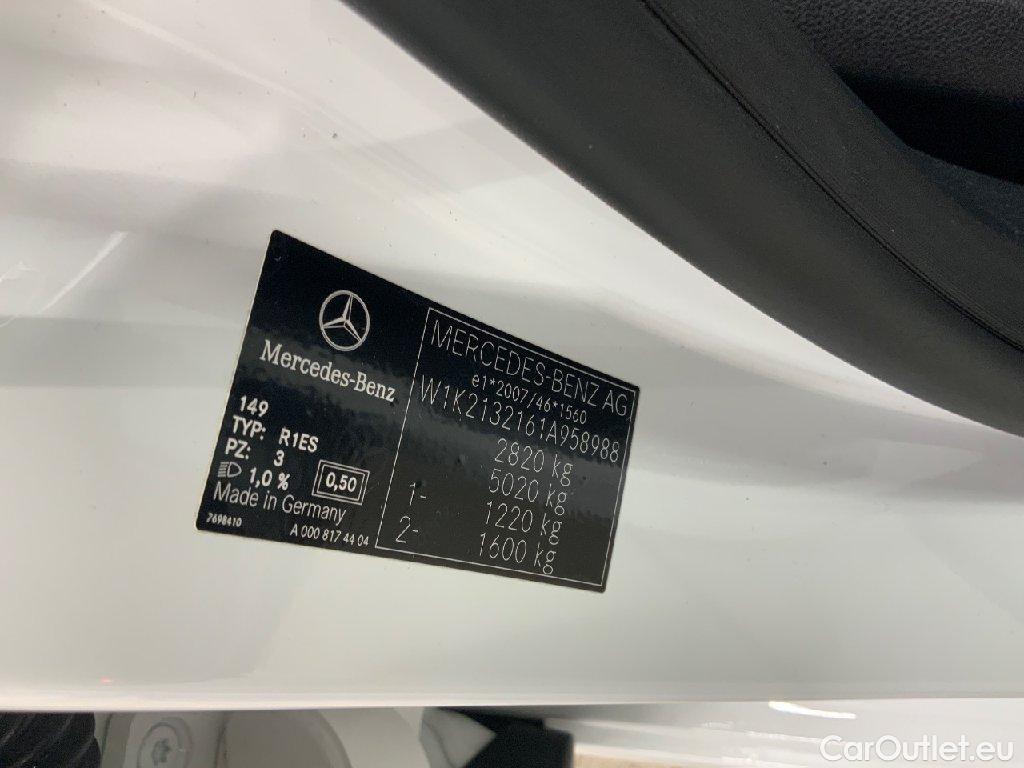 Mercedes-Benz
149
TYP: R1ES
PZ: 3
1,0 % 0,50
Made in Germany
7698410 A 000 817 44 04
MERCEDES-BENZ AG
e1*2007/46*1560
W1K2132161A958988
2820 kg
5020 kg
1- 1220 kg
2- 1600 kg
CarOutlet.eu